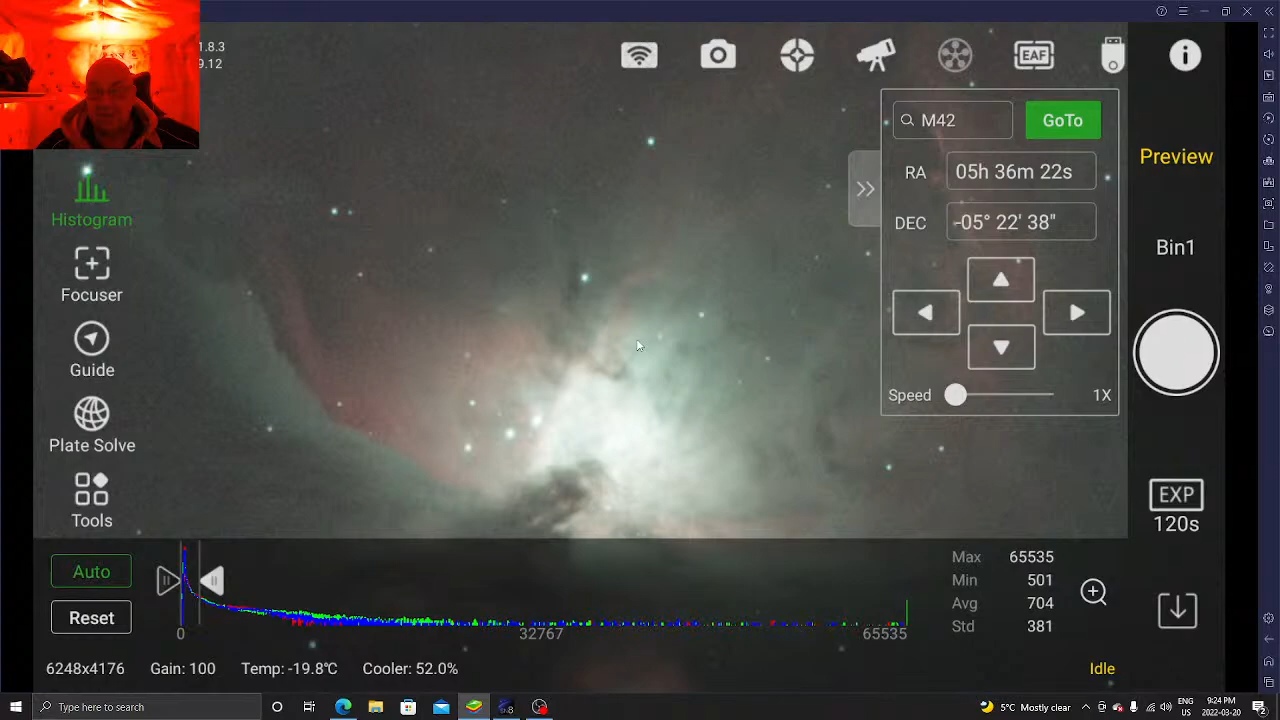 1.8.3
9.12
EAF
M42
GoTo
RA
05h 36m 22s
DEC
-05° 22' 38"
Speed
1X
Preview
Bin1
EXP
120s
Histogram
Focuser
Guide
Plate Solve
Tools
Auto
Reset
0
32767
65535
Max 65535
Min 501
Avg 704
Std 381
6248x4176 Gain: 100 Temp: -19.8℃ Cooler: 52.0%
Idle
Type here to search
5°C Mostly clear
ENG
CAN
9:24 PM
2022-03-20
2